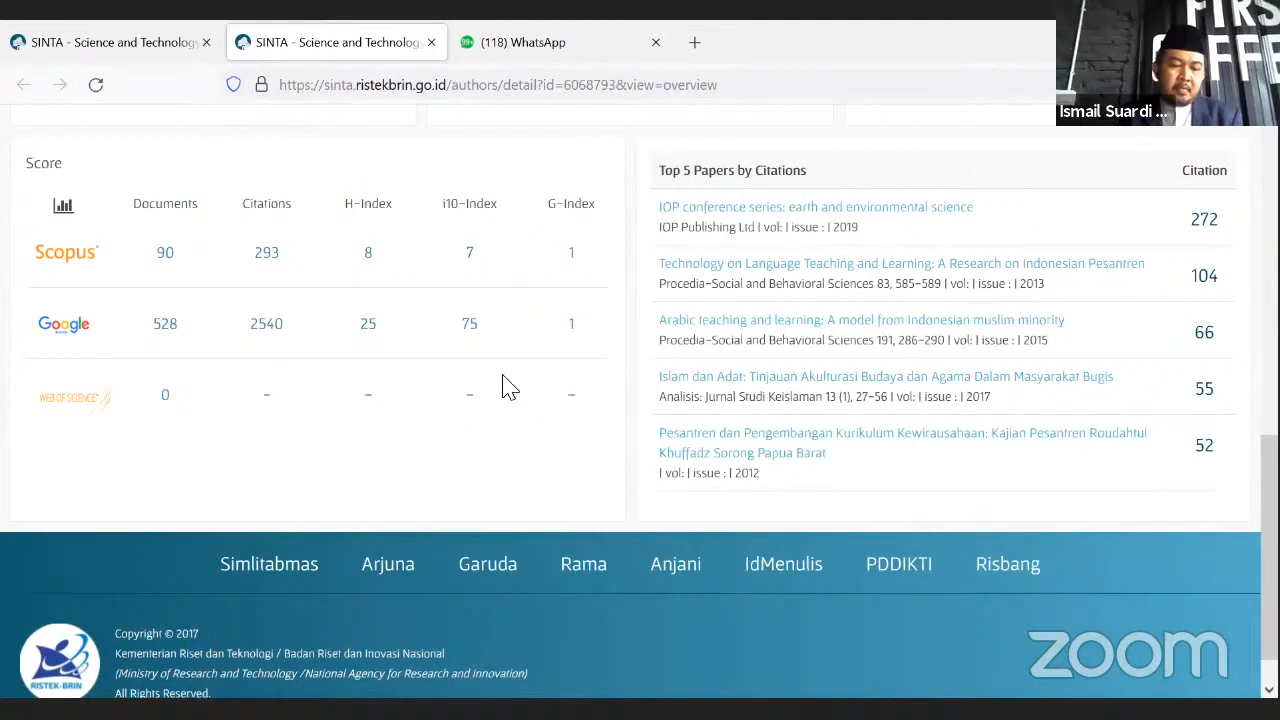 SINTA - Science and Technology
SINTA - Science and Technology
99+
(118) WhatsApp
https://sinta.ristekbrin.go.id/authors/detail?id=6068793&view=overview
FIRS
COFFEE
Ismail Suardi ...
Score
Documents Citations H-Index i10-Index G-Index
Scopus 90 293 8 7 1
Google 528 2540 25 75 1
WEB OF SCIENCE 0 - - - -
Top 5 Papers by Citations Citation
IOP conference series: earth and environmental science
IOP Publishing Ltd | vol: | issue : | 2019
272
Technology on Language Teaching and Learning: A Research on Indonesian Pesantren
Procedia-Social and Behavioral Sciences 83, 585-589 | vol: | issue : | 2013
104
Arabic teaching and learning: A model from Indonesian muslim minority
Procedia-Social and Behavioral Sciences 191, 286-290 | vol: | issue : | 2015
66
Islam dan Adat: Tinjauan Akulturasi Budaya dan Agama Dalam Masyarakat Bugis
Analisis: Jurnal Studi Keislaman 13 (1), 27-56 | vol: | issue : | 2017
55
Pesantren dan Pengembangan Kurikulum Kewirausahaan: Kajian Pesantren Roudahtul
Khuffadz Sorong Papua Barat
| vol: | issue : | 2012
52
Simlitabmas Arjuna Garuda Rama Anjani IdMenulis PDDIKTI Risbang
RISTEK-BRIN
Copyright © 2017
Kementerian Riset dan Teknologi / Badan Riset dan Inovasi Nasional
(Ministry of Research and Technology /National Agency for Research and Innovation)
All Rights Reserved.
zoom